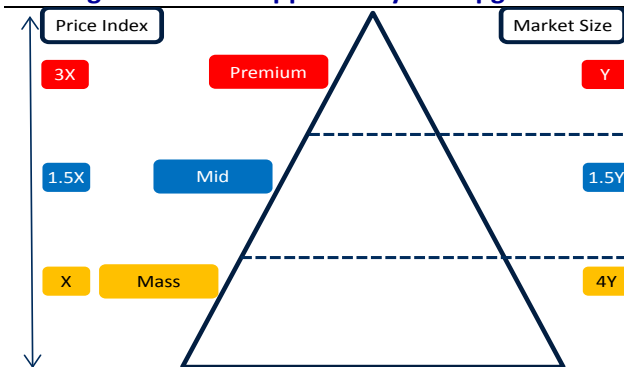 Price Index
Market Size
3X
Premium
Y
1.5X
Mid
1.5Y
X
Mass
4Y